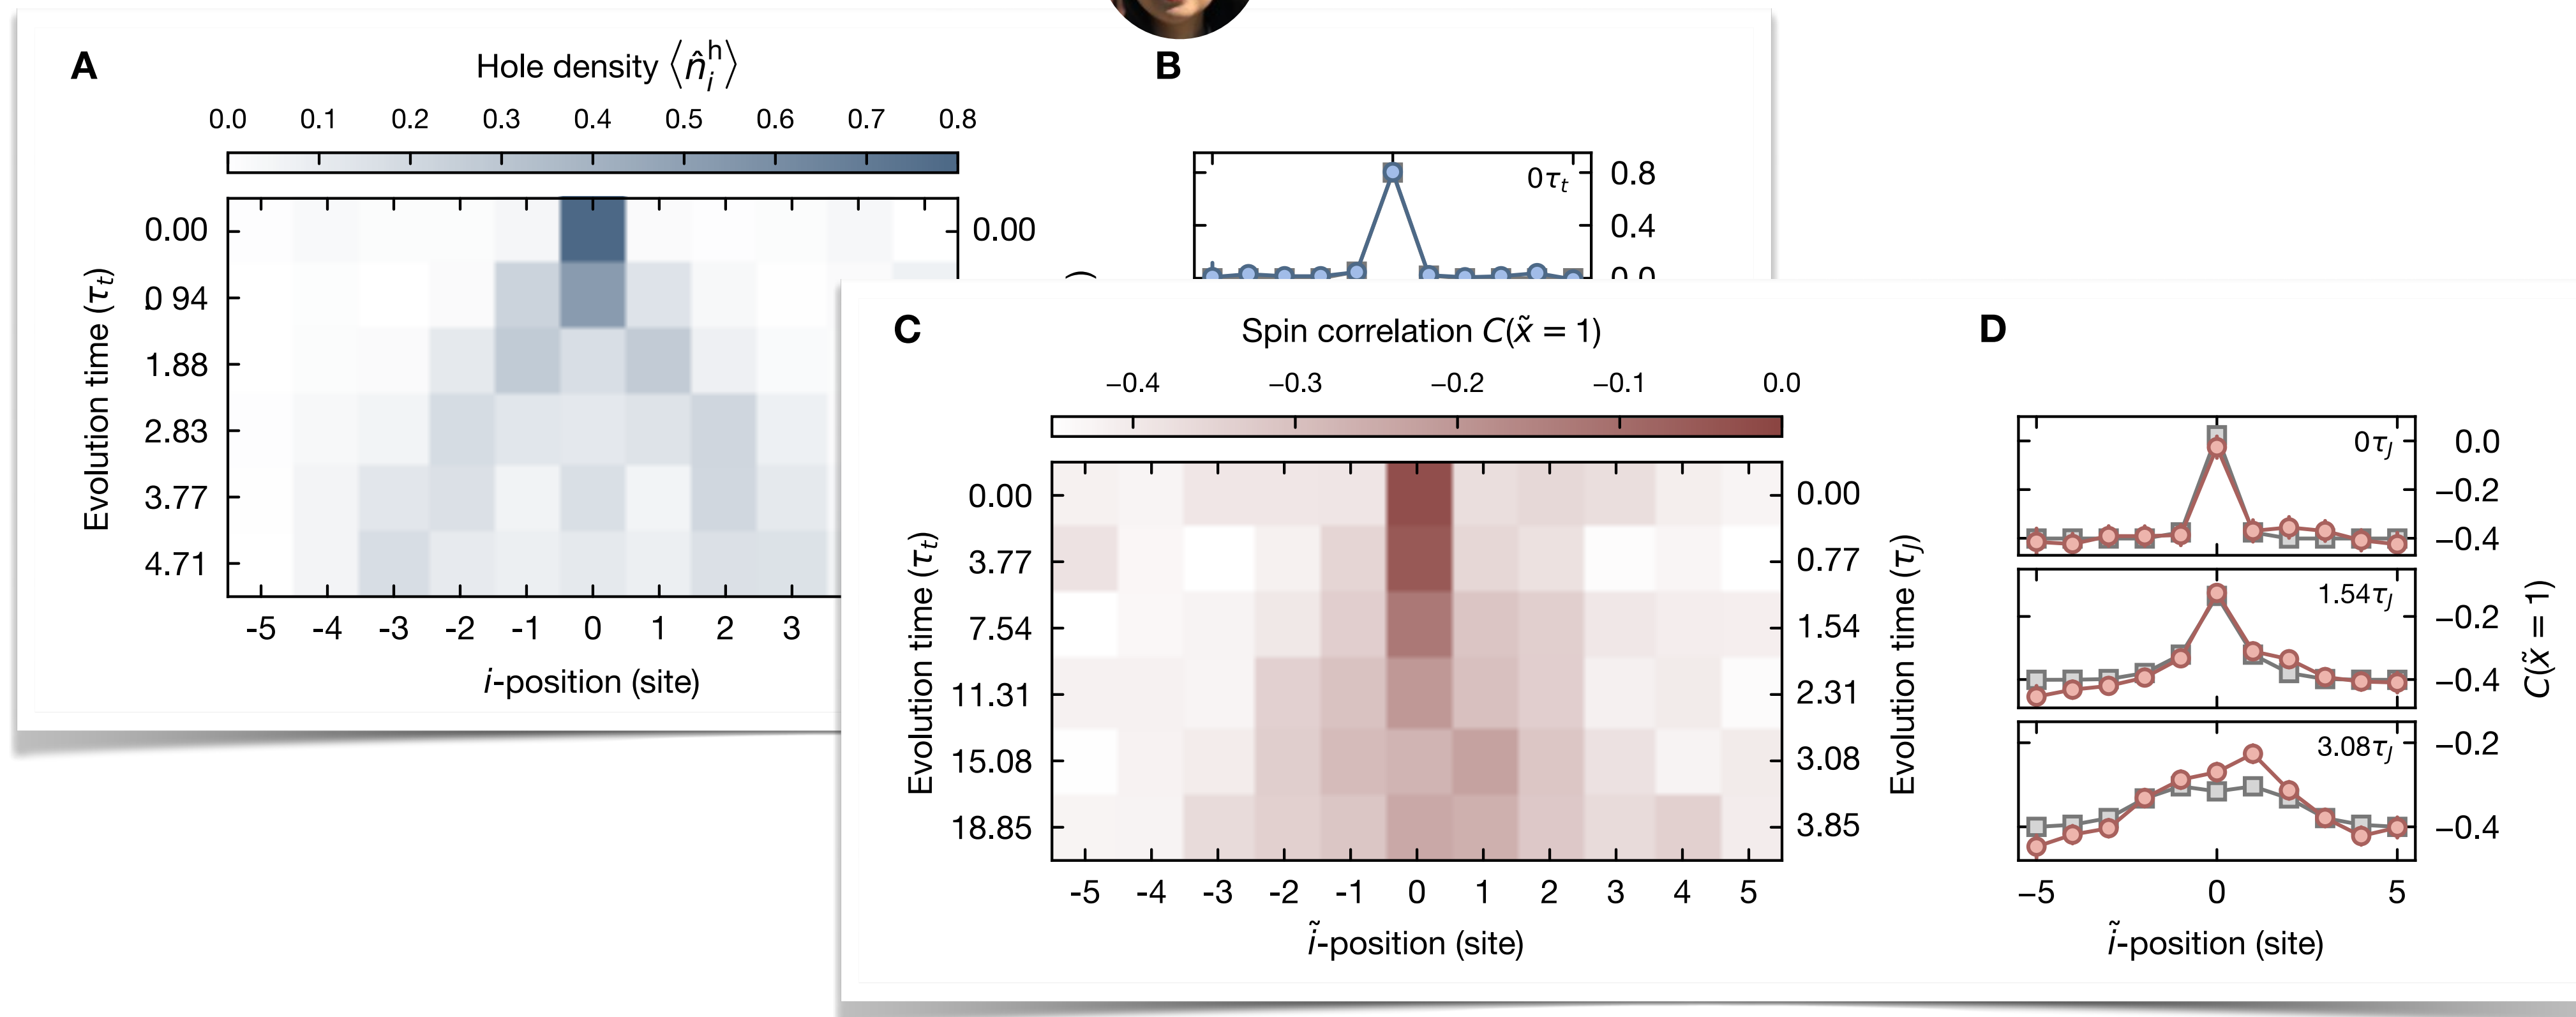 A
Hole density ⟨n̂ᵢʰ⟩
0.0 0.1 0.2 0.3 0.4 0.5 0.6 0.7 0.8
Evolution time (τₜ)
0.00
0 94
1.88
2.83
3.77
4.71
0.00
)
-5 -4 -3 -2 -1 0 1 2 3
i-position (site)
B
0τₜ
0.8
0.4
0.0
C
Spin correlation C(x̃ = 1)
−0.4 −0.3 −0.2 −0.1 0.0
Evolution time (τₜ)
0.00
3.77
7.54
11.31
15.08
18.85
0.00
0.77
1.54
2.31
3.08
3.85
Evolution time (τ_J)
-5 -4 -3 -2 -1 0 1 2 3 4 5
ĩ-position (site)
D
0τ_J
0.0
−0.2
−0.4
1.54τ_J
−0.2
−0.4
3.08τ_J
−0.2
−0.4
C(x̃ = 1)
−5 0 5
ĩ-position (site)